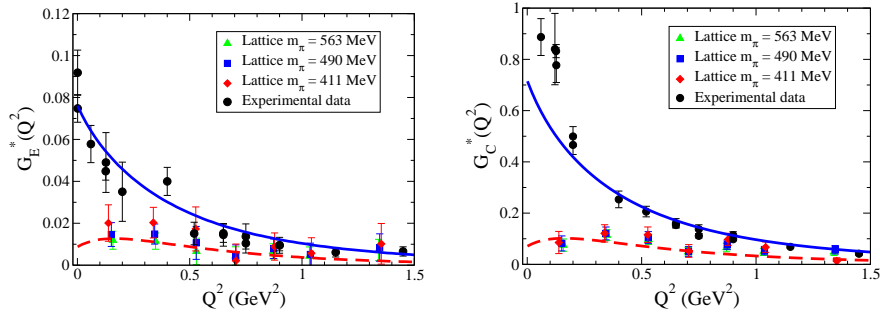 0.12
0.1
0.08
0.06
0.04
0.02
0
G_E^*(Q^2)
Lattice m_π = 563 MeV
Lattice m_π = 490 MeV
Lattice m_π = 411 MeV
Experimental data
0 0.5 1 1.5
Q^2 (GeV^2)
1
0.8
0.6
0.4
0.2
0
G_C^*(Q^2)
Lattice m_π = 563 MeV
Lattice m_π = 490 MeV
Lattice m_π = 411 MeV
Experimental data
0 0.5 1 1.5
Q^2 (GeV^2)